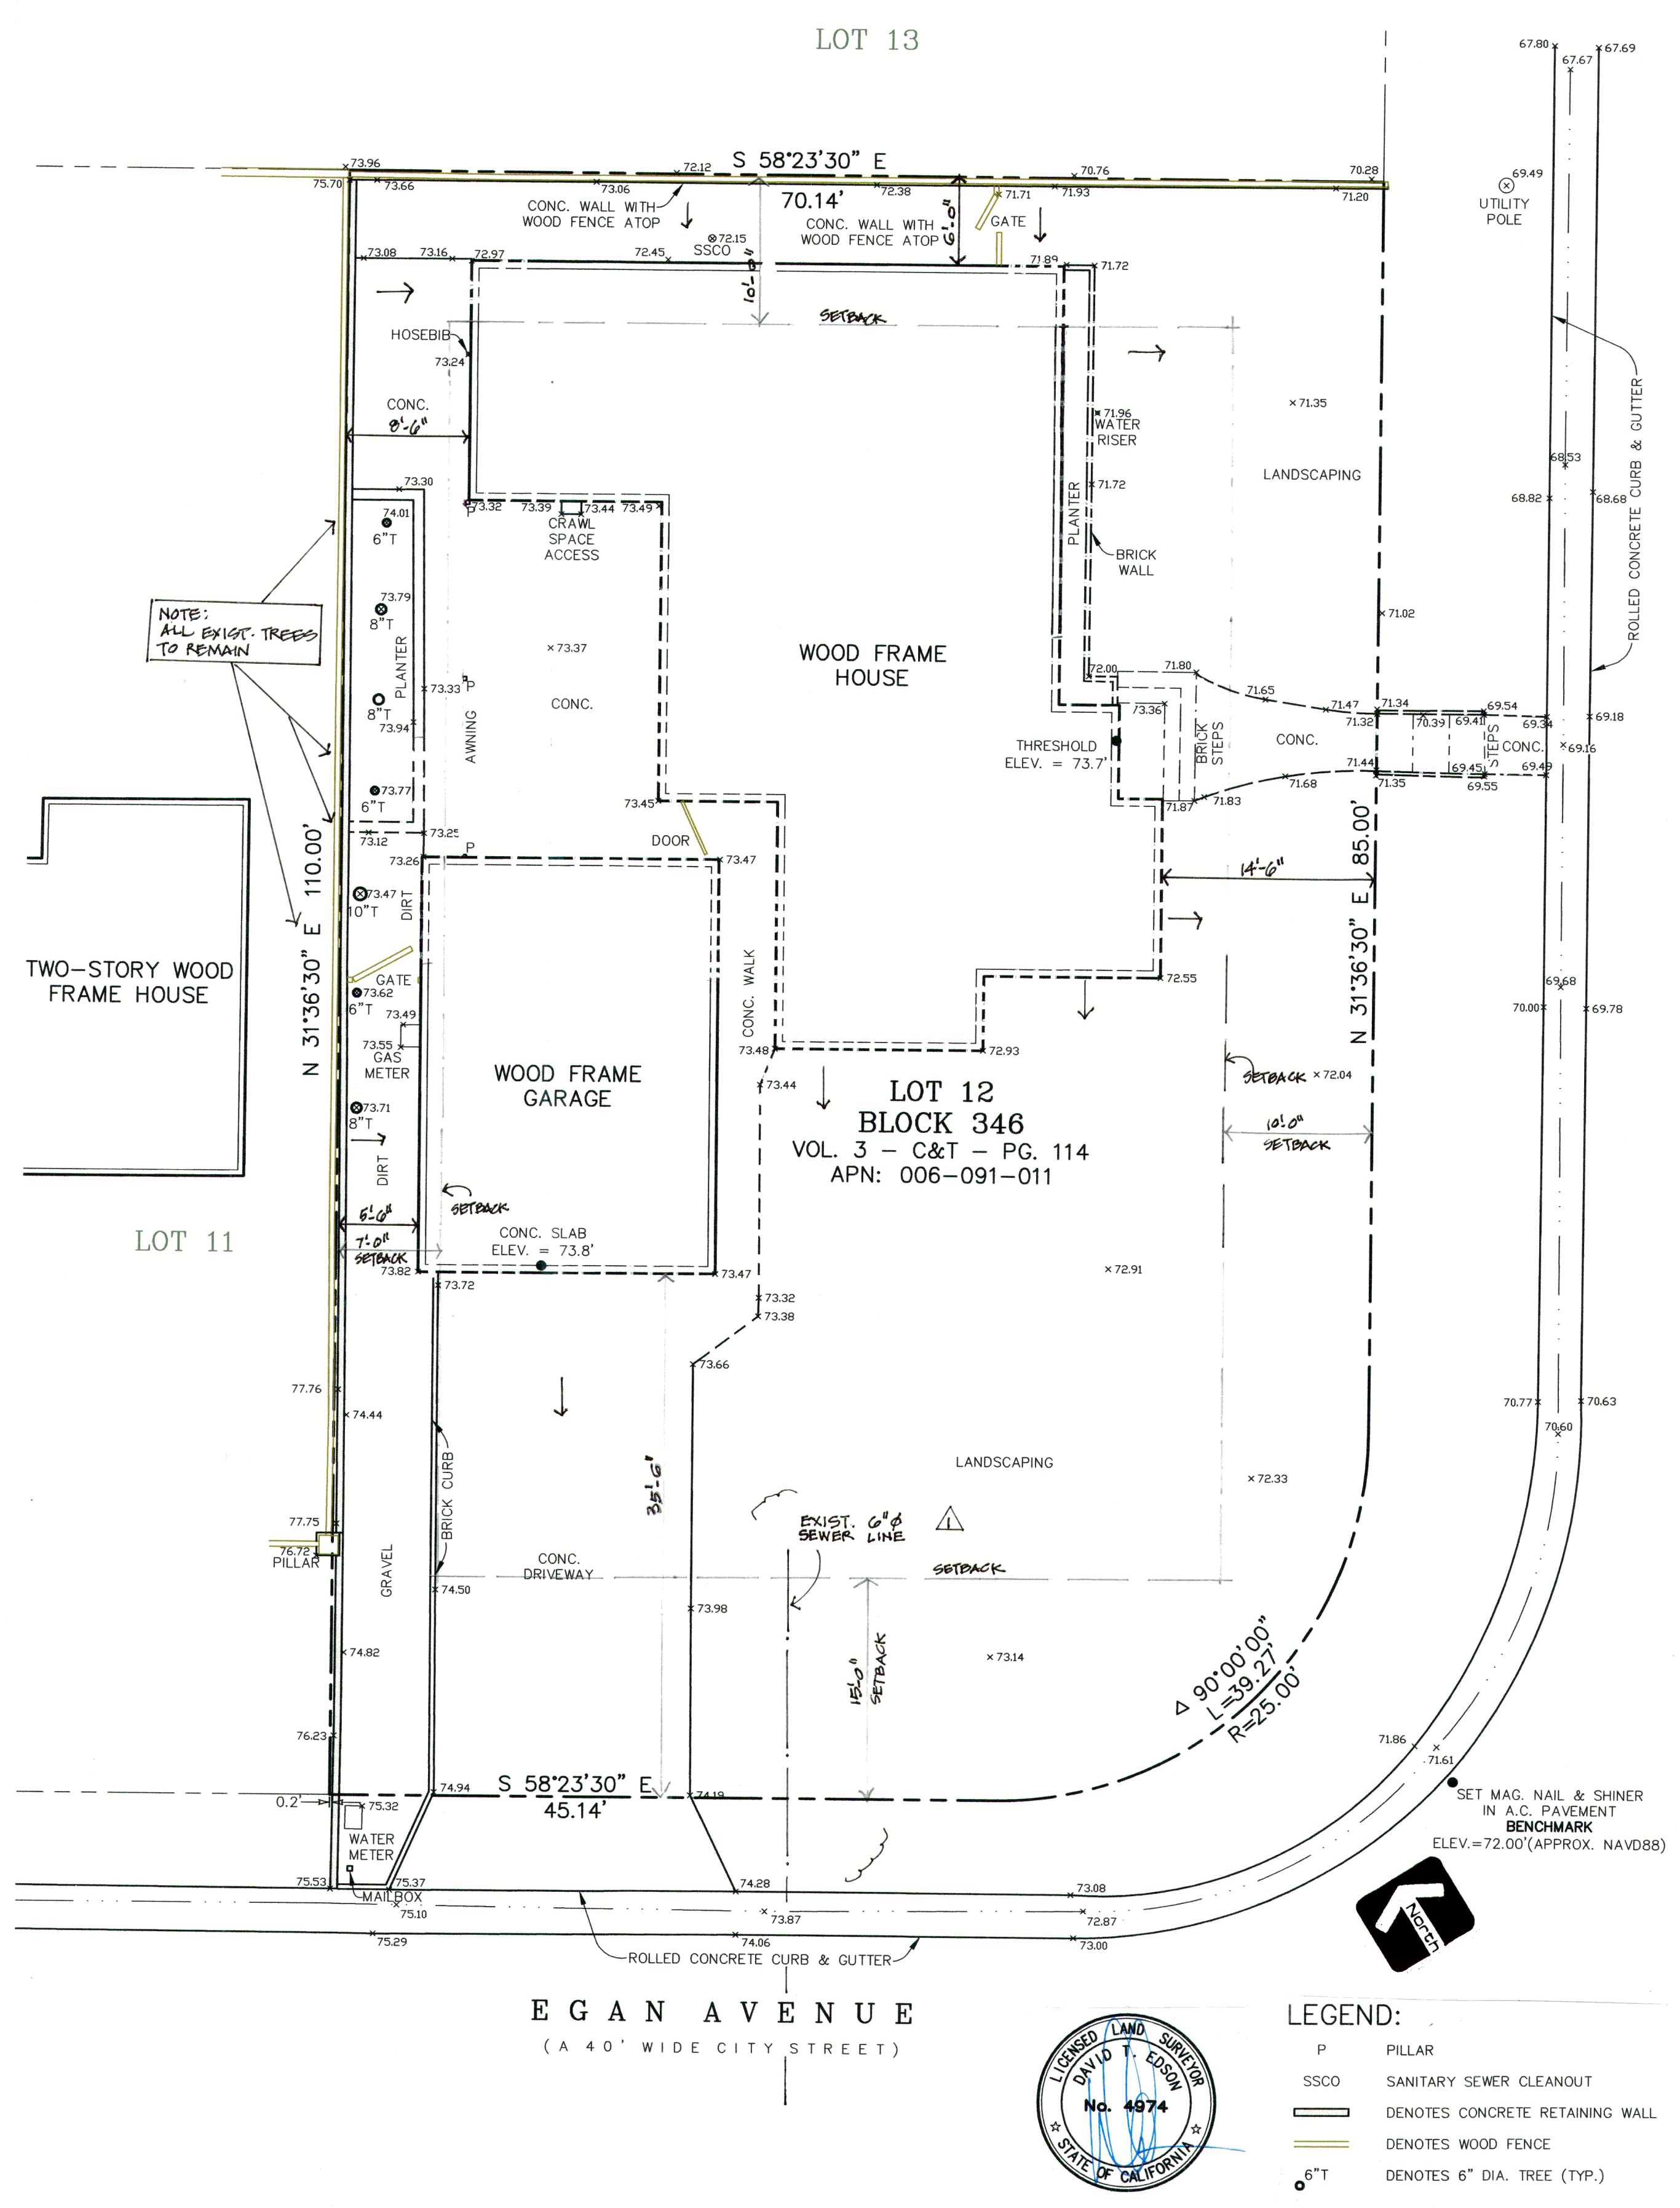 LOT 13
67.80
67.69
67.67
73.96
S 58°23'30" E
72.12
70.76
70.28
75.70
73.66
73.06
70.14'
72.38
71.71
71.93
71.20
69.49
UTILITY
POLE
CONC. WALL WITH
WOOD FENCE ATOP
CONC. WALL WITH
WOOD FENCE ATOP
6'-0"
GATE
72.15
SSCO
73.08
73.16
72.97
72.45
10'-0"
71.89
71.72
SETBACK
HOSEBIB
73.24
CONC.
8'-6"
71.96
WATER
RISER
71.35
LANDSCAPING
68.53
68.82
68.68
ROLLED CONCRETE CURB & GUTTER
73.30
74.01
6"T
P
73.32
73.39
73.44
73.49
CRAWL
SPACE
ACCESS
PLANTER
71.72
BRICK
WALL
NOTE:
ALL EXIST. TREES
TO REMAIN
73.79
8"T
PLANTER
73.37
CONC.
WOOD FRAME
HOUSE
71.02
73.33
P
8"T
73.94
AWNING
72.00
71.80
71.65
71.47
71.34
71.32
70.39
69.41
69.54
69.34
69.18
73.36
THRESHOLD
ELEV. = 73.7'
BRICK
STEPS
CONC.
STEPS
CONC.
69.16
71.44
71.35
69.45
69.55
69.49
71.68
71.83
71.87
73.77
6"T
73.12
73.25
73.45
DOOR
P
73.26
73.47
14'-6"
N 31°36'30" E 110.00'
N 31°36'30" E 85.00'
73.47
10"T
DIRT
CONC. WALK
GATE
73.62
6"T
73.49
73.55
GAS
METER
TWO-STORY WOOD
FRAME HOUSE
72.55
69.68
70.00
69.78
73.48
72.93
73.44
WOOD FRAME
GARAGE
LOT 12
BLOCK 346
VOL. 3 - C&T - PG. 114
APN: 006-091-011
SETBACK
72.04
10'-0"
SETBACK
73.71
8"T
DIRT
SETBACK
5'-6"
7'-0"
SETBACK
LOT 11
CONC. SLAB
ELEV. = 73.8'
73.82
73.72
73.47
72.91
73.32
73.38
73.66
77.76
74.44
70.77
70.63
70.60
BRICK CURB
35'-6"
LANDSCAPING
72.33
77.75
76.72
PILLAR
GRAVEL
EXIST. 6"Ø
SEWER LINE
1
CONC.
DRIVEWAY
SETBACK
74.50
73.98
74.82
15'-0"
SETBACK
73.14
Δ 90°00'00"
L=39.27'
R=25.00'
76.23
71.86
71.61
74.94
S 58°23'30" E
45.14'
74.19
0.2'
75.32
WATER
METER
SET MAG. NAIL & SHINER
IN A.C. PAVEMENT
BENCHMARK
ELEV.=72.00'(APPROX. NAVD88)
75.53
75.37
MAILBOX
74.28
73.08
75.10
73.87
72.87
75.29
74.06
73.00
ROLLED CONCRETE CURB & GUTTER
North
EGAN AVENUE
(A 40' WIDE CITY STREET)
LICENSED LAND SURVEYOR
DAVID T. EDSON
No. 4974
STATE OF CALIFORNIA
LEGEND:
P PILLAR
SSCO SANITARY SEWER CLEANOUT
DENOTES CONCRETE RETAINING WALL
DENOTES WOOD FENCE
6"T DENOTES 6" DIA. TREE (TYP.)